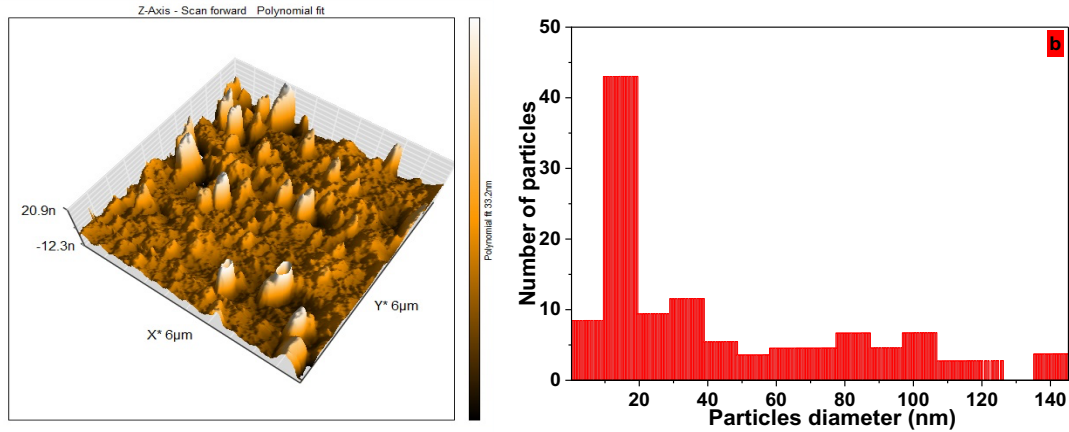 Z-Axis - Scan forward Polynomial fit
20.9n
-12.3n
X* 6µm
Y* 6µm
Polynomial fit 33.2nm
b
Number of particles
50
40
30
20
10
0
20 40 60 80 100 120 140
Particles diameter (nm)